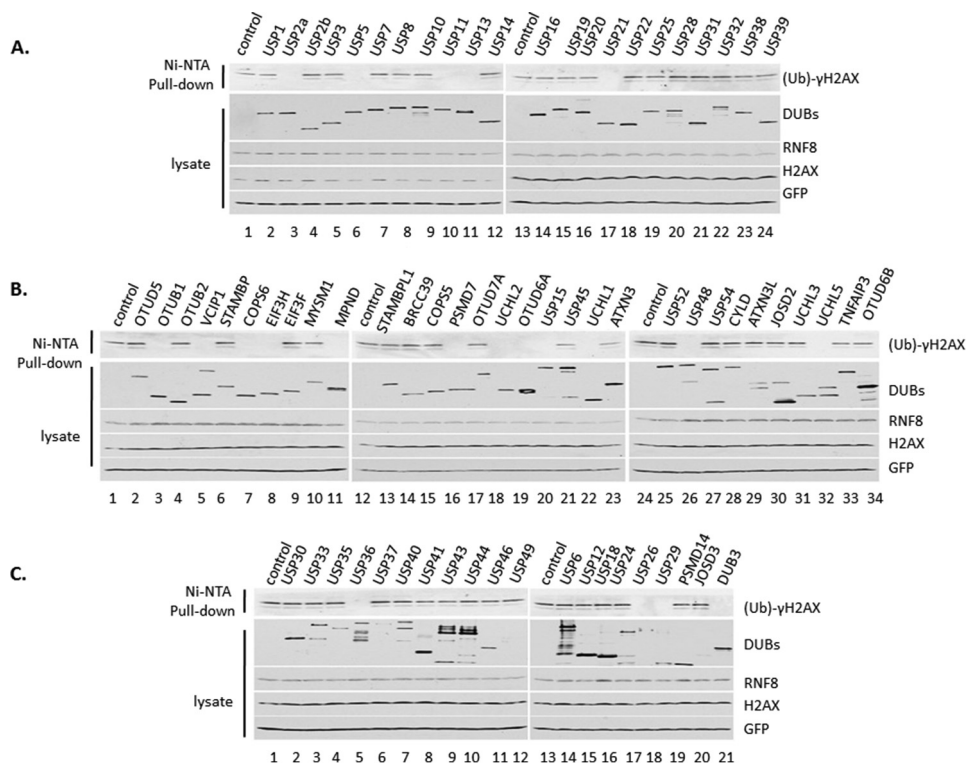 A.
control USP1 USP2a USP2b USP3 USP5 USP7 USP8 USP10 USP11 USP13 USP14 control USP16 USP19 USP20 USP21 USP22 USP25 USP28 USP31 USP32 USP38 USP39
Ni-NTA
Pull-down
(Ub)-γH2AX
DUBs
RNF8
lysate
H2AX
GFP
1 2 3 4 5 6 7 8 9 10 11 12 13 14 15 16 17 18 19 20 21 22 23 24
B.
control OTUD5 OTUB1 OTUB2 VCIP1 STAMBP COPS6 EIF3H EIF3F MYSM1 MPND control STAMBPL1 BRCC39 COPS5 PSMD7 OTUD7A UCHL2 OTUD6A USP15 USP45 UCHL1 ATXN3 control USP52 USP48 USP54 CYLD ATXN3L JOSD2 UCHL3 UCHL5 TNFAIP3 OTUD6B
Ni-NTA
Pull-down
(Ub)-γH2AX
DUBs
RNF8
lysate
H2AX
GFP
1 2 3 4 5 6 7 8 9 10 11 12 13 14 15 16 17 18 19 20 21 22 23 24 25 26 27 28 29 30 31 32 33 34
C.
control USP30 USP33 USP35 USP36 USP37 USP40 USP41 USP43 USP44 USP46 USP49 control USP6 USP12 USP18 USP24 USP26 USP29 PSMD14 JOSD3 DUB3
Ni-NTA
Pull-down
(Ub)-γH2AX
DUBs
RNF8
lysate
H2AX
GFP
1 2 3 4 5 6 7 8 9 10 11 12 13 14 15 16 17 18 19 20 21